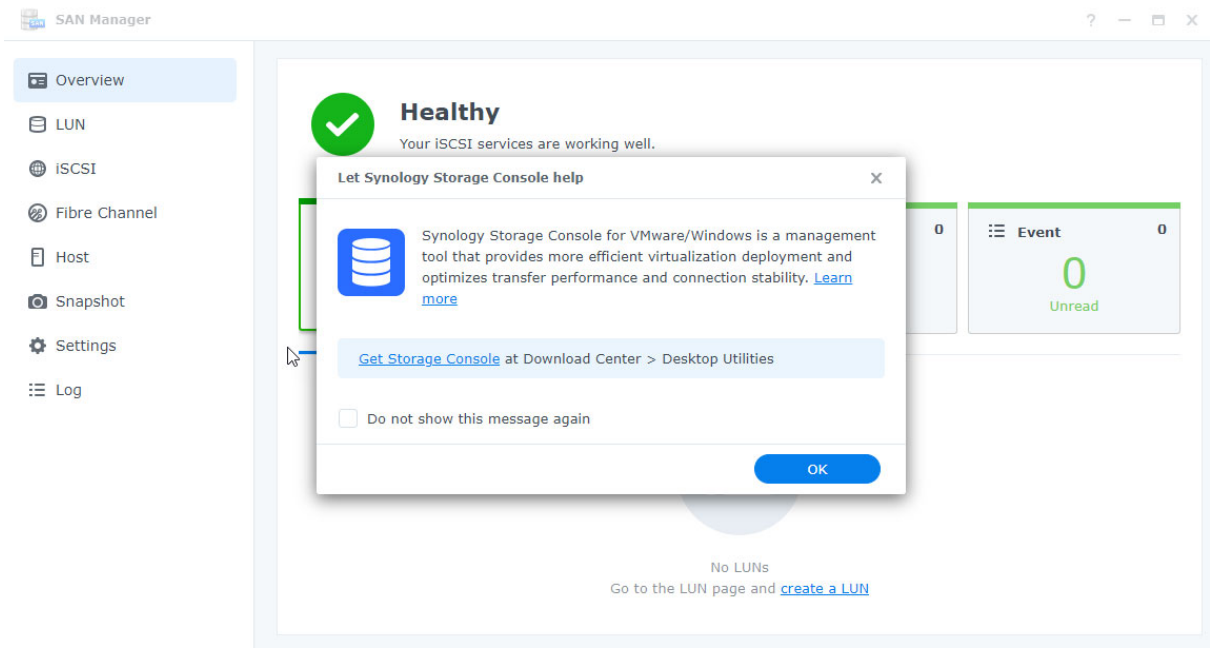 SAN Manager
Overview
LUN
iSCSI
Fibre Channel
Host
Snapshot
Settings
Log
Healthy
Your iSCSI services are working well.
0
Event 0
0
Unread
Let Synology Storage Console help
Synology Storage Console for VMware/Windows is a management
tool that provides more efficient virtualization deployment and
optimizes transfer performance and connection stability. Learn
more
Get Storage Console at Download Center > Desktop Utilities
Do not show this message again
OK
No LUNs
Go to the LUN page and create a LUN